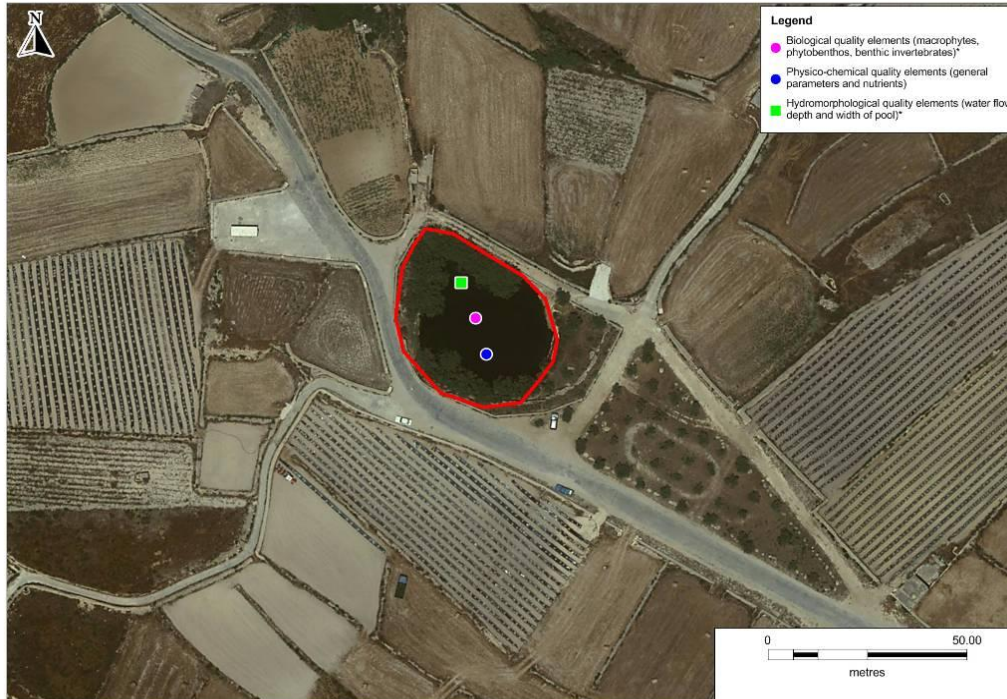 N
Legend
Biological quality elements (macrophytes,
phytobenthos, benthic invertebrates)*
Physico-chemical quality elements (general
parameters and nutrients)
Hydromorphological quality elements (water flow
depth and width of pool)*
0 50.00
metres